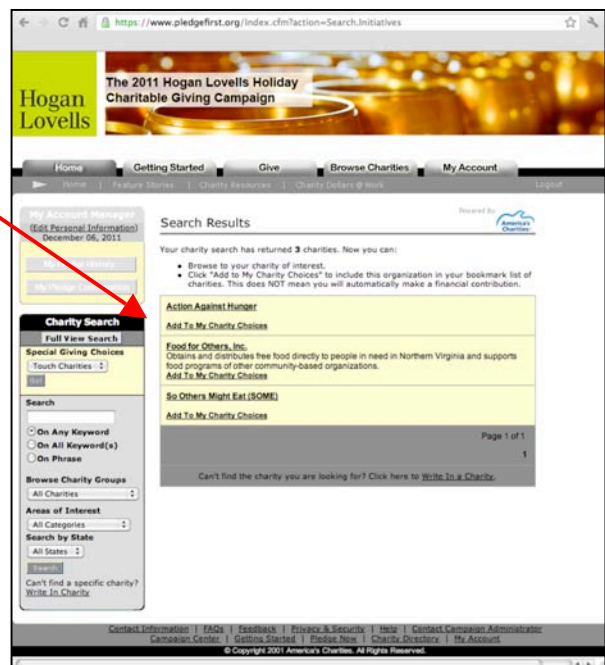 https://www.pledgefirst.org/index.cfm?action=Search.Initiatives
Hogan
Lovells
The 2011 Hogan Lovells Holiday
Charitable Giving Campaign
Home Getting Started Give Browse Charities My Account
Home | Feature Stories | Charity Resources | Charity Dollars @ Work Logout
My Account Manager
(Edit Personal Information)
December 06, 2011
Charity Search
Full View Search
Special Giving Choices
Touch Charities
Go!
Search
On Any Keyword
On All Keyword(s)
On Phrase
Browse Charity Groups
All Charities
Areas of Interest
All Categories
Search by State
All States
Search
Can't find a specific charity?
Write In Charity
Search Results
Powered By
America's
Charities
Your charity search has returned 3 charities. Now you can:
• Browse to your charity of interest.
• Click "Add to My Charity Choices" to include this organization in your bookmark list of
charities. This does NOT mean you will automatically make a financial contribution.
Action Against Hunger
Add To My Charity Choices
Food for Others, Inc.
Obtains and distributes free food directly to people in need in Northern Virginia and supports
food programs of other community-based organizations.
Add To My Charity Choices
So Others Might Eat (SOME)
Add To My Charity Choices
Page 1 of 1
1
Can't find the charity you are looking for? Click here to Write In a Charity.
Contact Information | FAQs | Feedback | Privacy & Security | Help | Contact Campaign Administrator
Campaign Center | Getting Started | Pledge Now | Charity Directory | My Account
© Copyright 2001 America's Charities. All Rights Reserved.